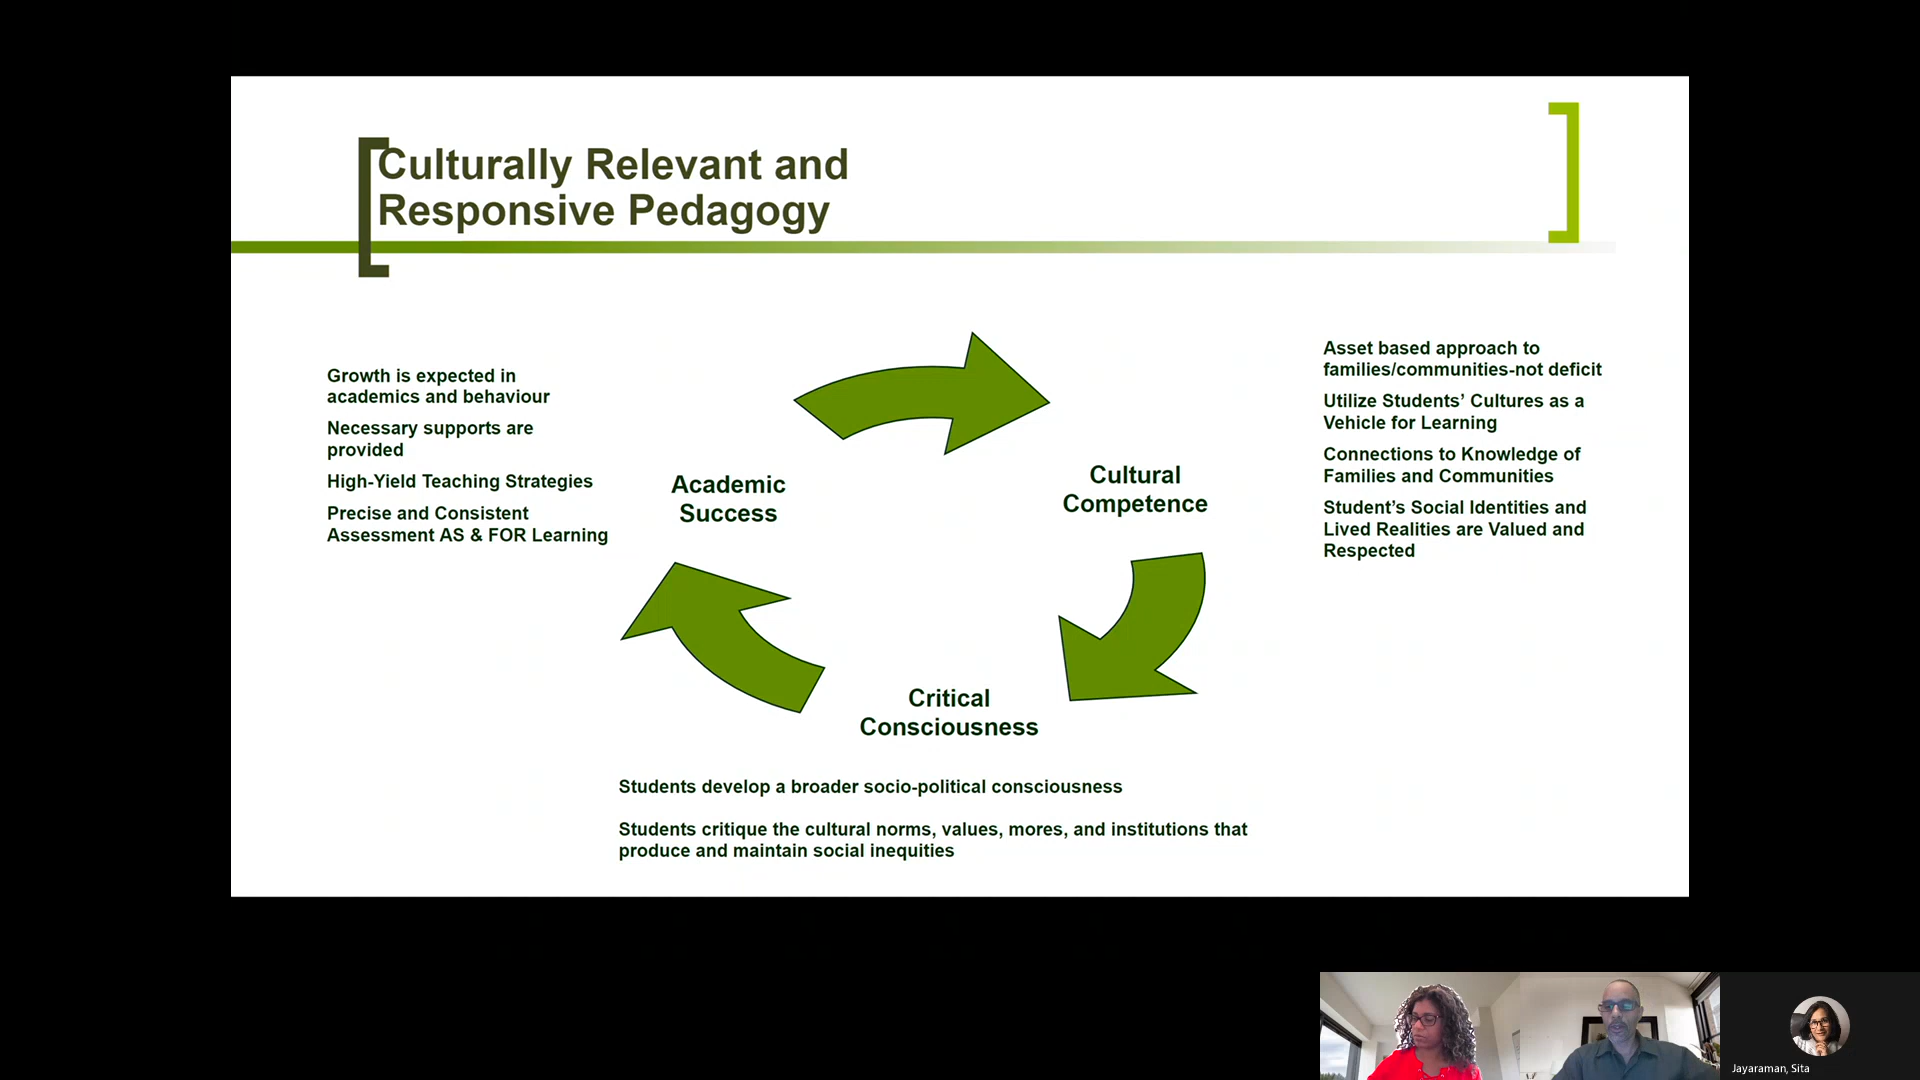 Culturally Relevant and
Responsive Pedagogy
Growth is expected in
academics and behaviour
Necessary supports are
provided
High-Yield Teaching Strategies
Precise and Consistent
Assessment AS & FOR Learning
Academic
Success
Cultural
Competence
Asset based approach to
families/communities-not deficit
Utilize Students’ Cultures as a
Vehicle for Learning
Connections to Knowledge of
Families and Communities
Student’s Social Identities and
Lived Realities are Valued and
Respected
Critical
Consciousness
Students develop a broader socio-political consciousness
Students critique the cultural norms, values, mores, and institutions that
produce and maintain social inequities
Jayaraman, Sita